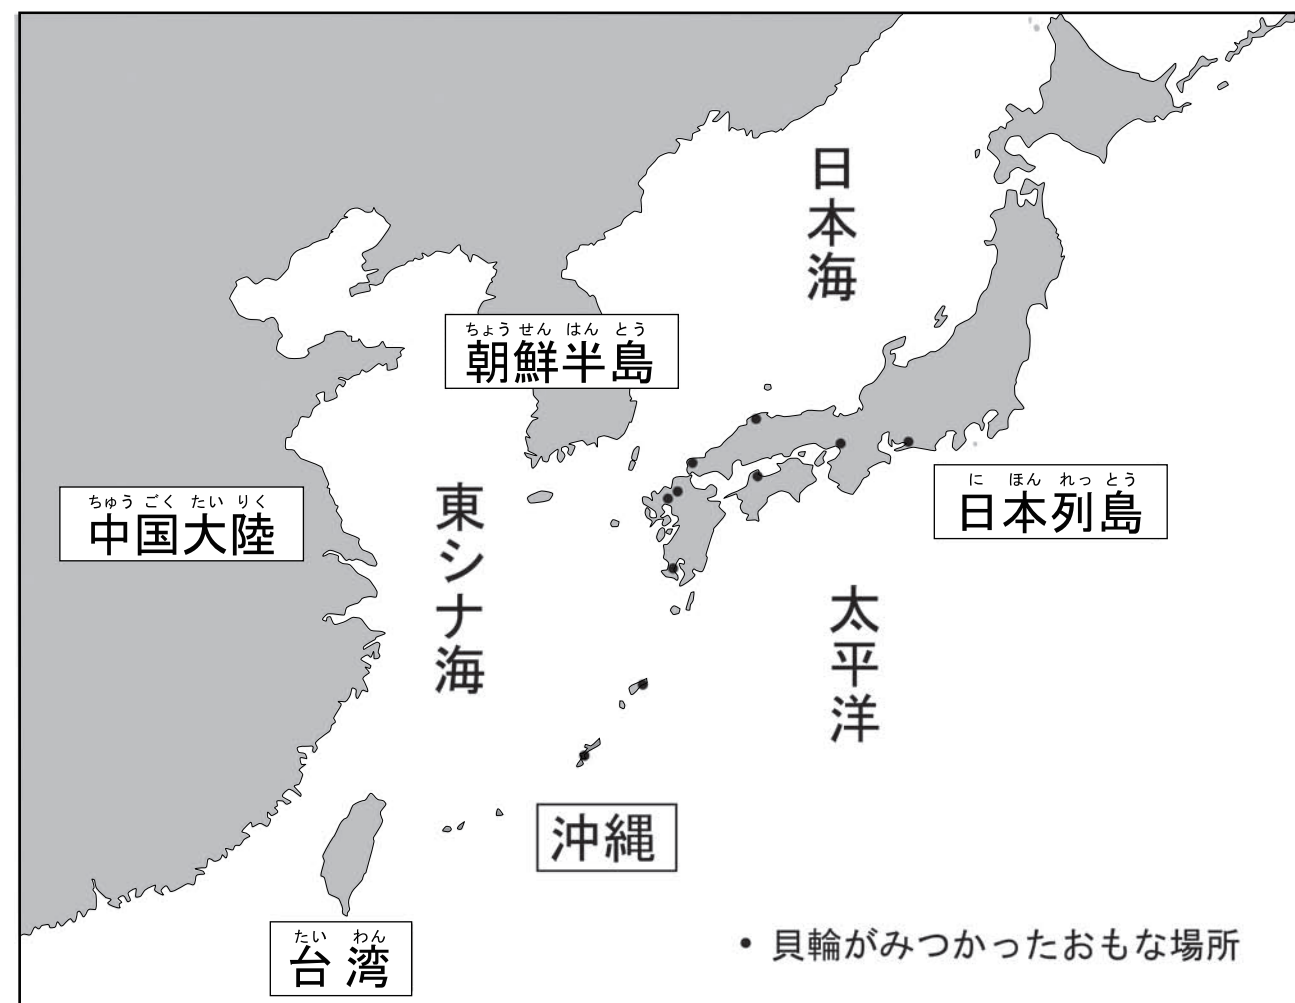 日本海
ちょう せん はん とう
朝鮮半島
ちゅう ごく たい りく
中国大陸
東シナ海
に ほん れっ とう
日本列島
太平洋
沖縄
たい わん
台湾
• 貝輪がみつかったおもな場所